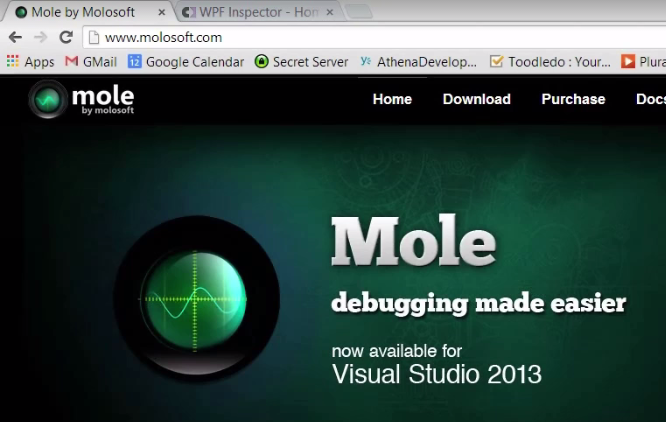 Mole by Molosoft × WPF Inspector - Hon ×
www.molosoft.com
Apps GMail 12 Google Calendar Secret Server AthenaDevelop... Toodledo : Your... Plura
mole Home Download Purchase Docs
by molosoft
Mole
debugging made easier
now available for
Visual Studio 2013